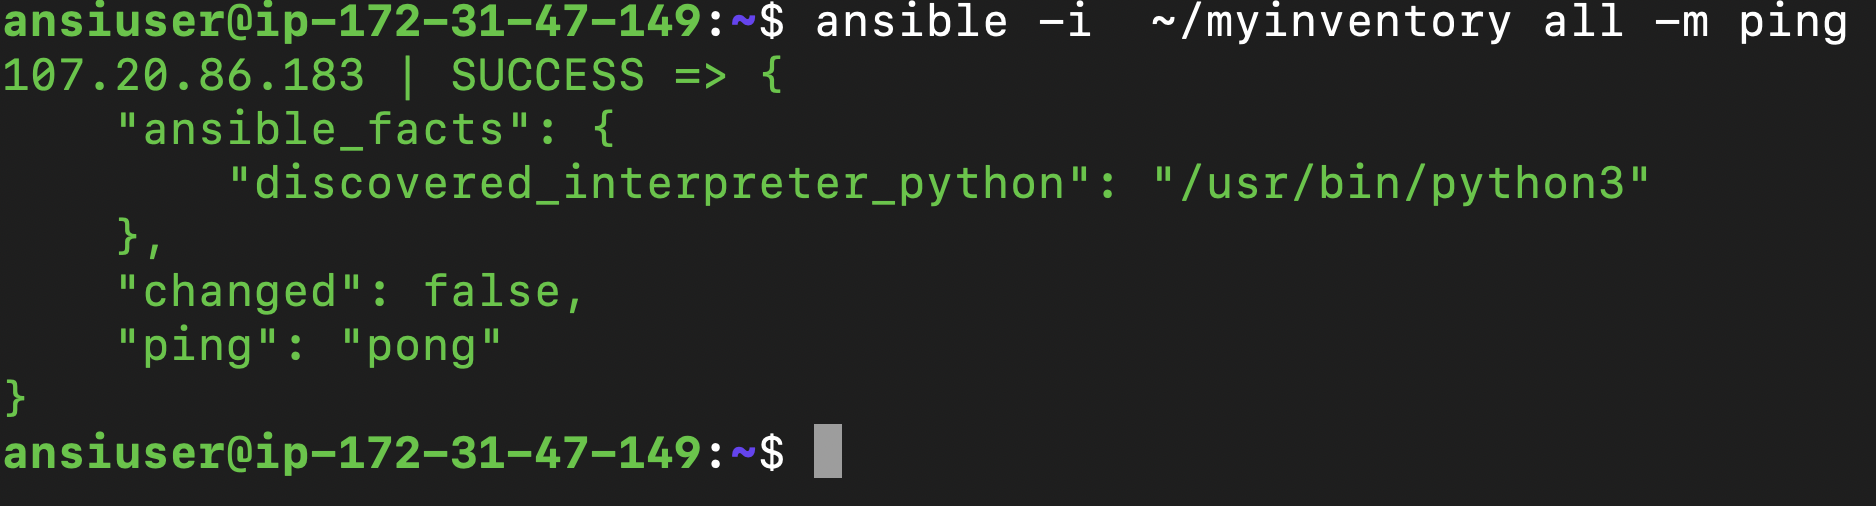 ansiuser@ip-172-31-47-149:~$ ansible -i  ~/myinventory all -m ping
107.20.86.183 | SUCCESS => {
    "ansible_facts": {
        "discovered_interpreter_python": "/usr/bin/python3"
    },
    "changed": false,
    "ping": "pong"
}
ansiuser@ip-172-31-47-149:~$